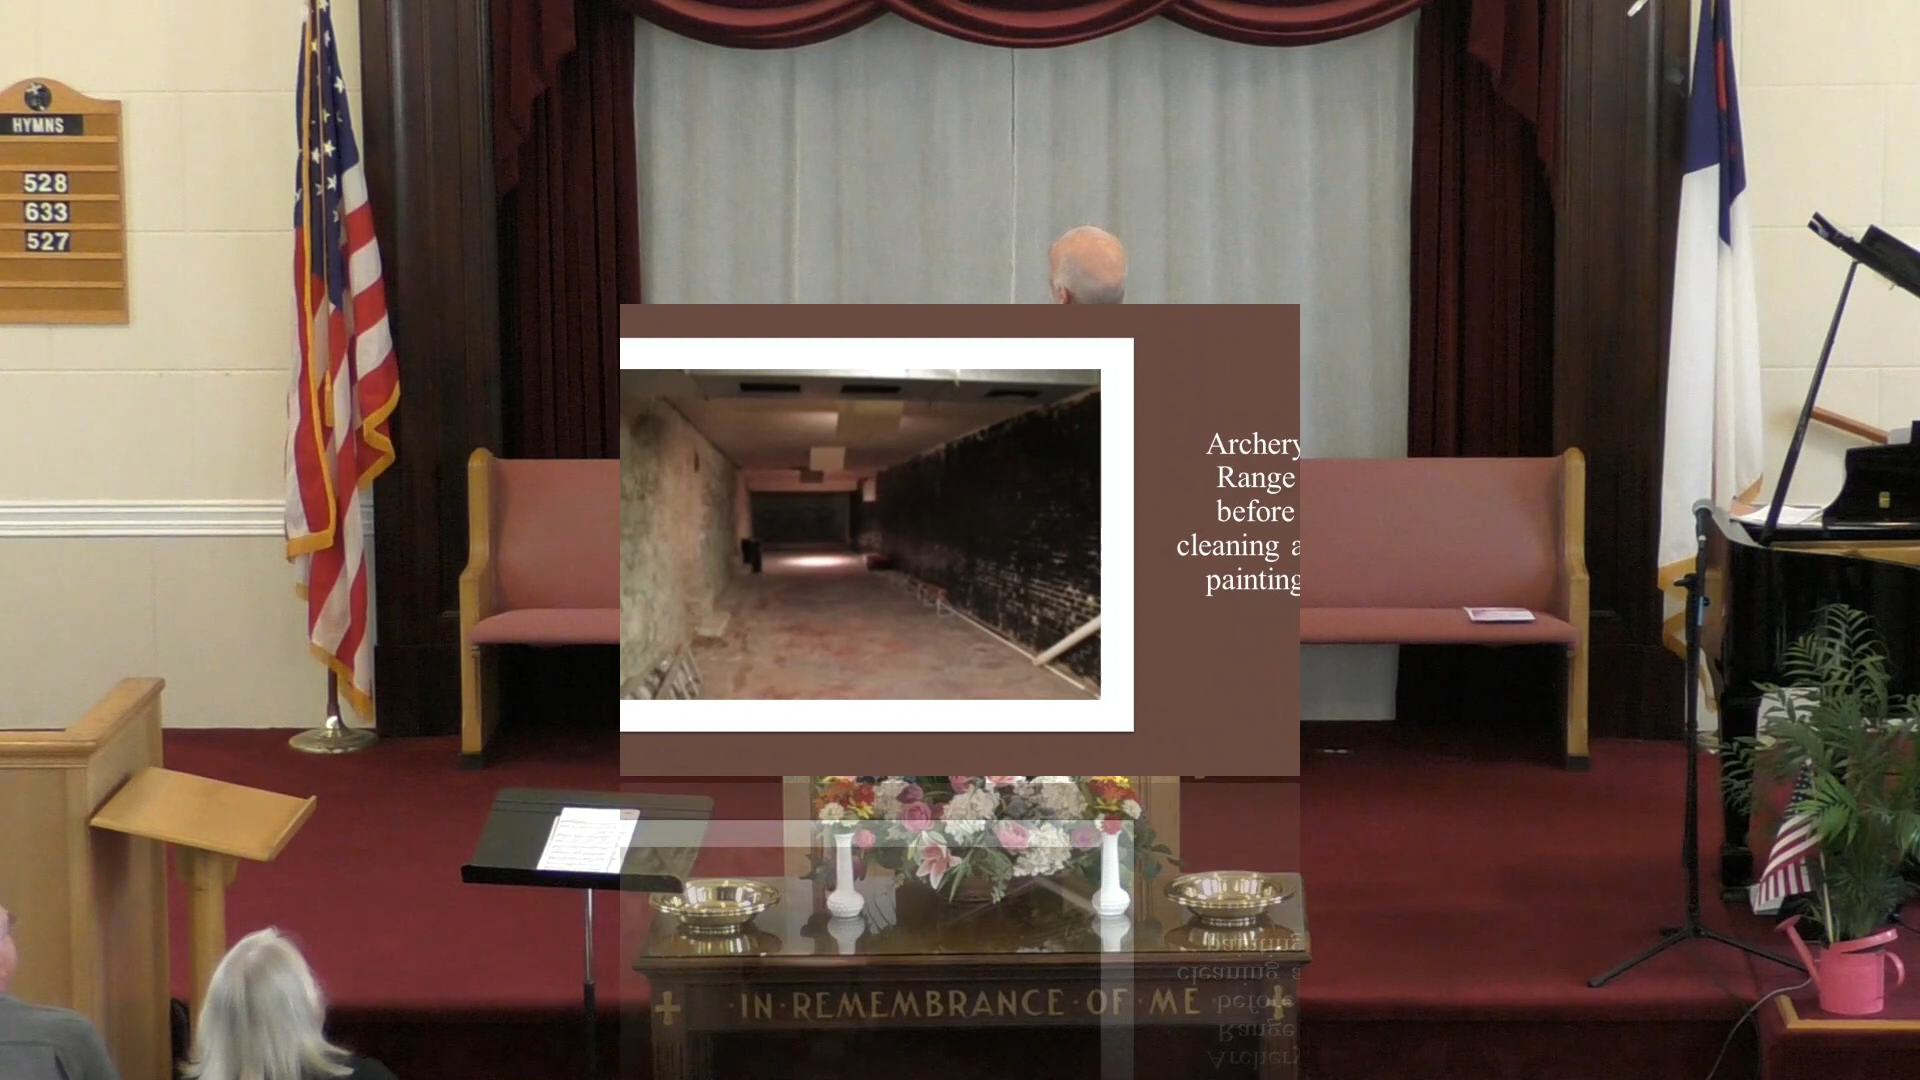 HYMNS
528
633
527
Archery
Range
before
cleaning a
painting
·IN·REMEMBRANCE·OF·ME·